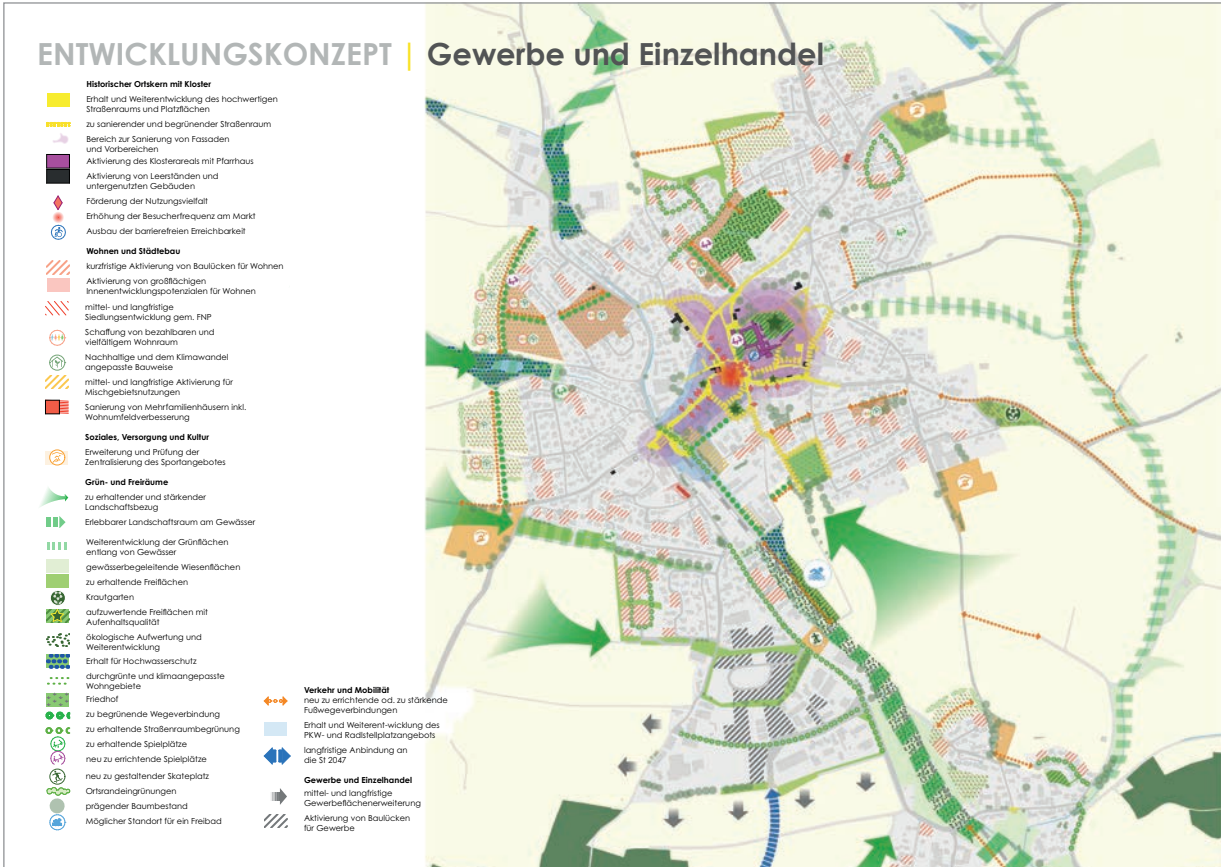 ENTWICKLUNGSKONZEPT | Gewerbe und Einzelhandel
Historischer Ortskern mit Kloster
Erhalt und Weiterentwicklung des hochwertigen
Straßenraums und Platzflächen
zu sanierender und begrünender Straßenraum
Bereich zur Sanierung von Fassaden
und Vorbereichen
Aktivierung des Klosterareals mit Pfarrhaus
Aktivierung von Leerständen und
untergenutzten Gebäuden
Förderung der Nutzungsvielfalt
Erhöhung der Besucherfrequenz am Markt
Ausbau der barrierefreien Erreichbarkeit
Wohnen und Städtebau
kurzfristige Aktivierung von Baulücken für Wohnen
Aktivierung von großflächigen
Innenentwicklungspotenzialen für Wohnen
mittel- und langfristige
Siedlungsentwicklung gem. FNP
Schaffung von bezahlbaren und
vielfältigem Wohnraum
Nachhaltige und dem Klimawandel
angepasste Bauweise
mittel- und langfristige Aktivierung für
Mischgebietsnutzungen
Sanierung von Mehrfamilienhäusern inkl.
Wohnumfeldverbesserung
Soziales, Versorgung und Kultur
Erweiterung und Prüfung der
Zentralisierung des Sportangebotes
Grün- und Freiräume
zu erhaltender und stärkender
Landschaftsbezug
Erlebbarer Landschaftsraum am Gewässer
Weiterentwicklung der Grünflächen
entlang von Gewässer
gewässerbegeleitende Wiesenflächen
zu erhaltende Freiflächen
Krautgarten
aufzuwertende Freiflächen mit
Aufenhaltsqualität
ökologische Aufwertung und
Weiterentwicklung
Erhalt für Hochwasserschutz
durchgrünte und klimaangepasste
Wohngebiete
Friedhof
zu begrünende Wegeverbindung
zu erhaltende Straßenraumbegrünung
zu erhaltende Spielplätze
neu zu errichtende Spielplätze
neu zu gestaltender Skateplatz
Ortsrandeingrünungen
prägender Baumbestand
Möglicher Standort für ein Freibad
Verkehr und Mobilität
neu zu errichtende od. zu stärkende
Fußwegeverbindungen
Erhalt und Weiterent-wicklung des
PKW- und Radlstellplatzangebots
langfristige Anbindung an
die St 2047
Gewerbe und Einzelhandel
mittel- und langfristige
Gewerbeflächenerweiterung
Aktivierung von Baulücken
für Gewerbe